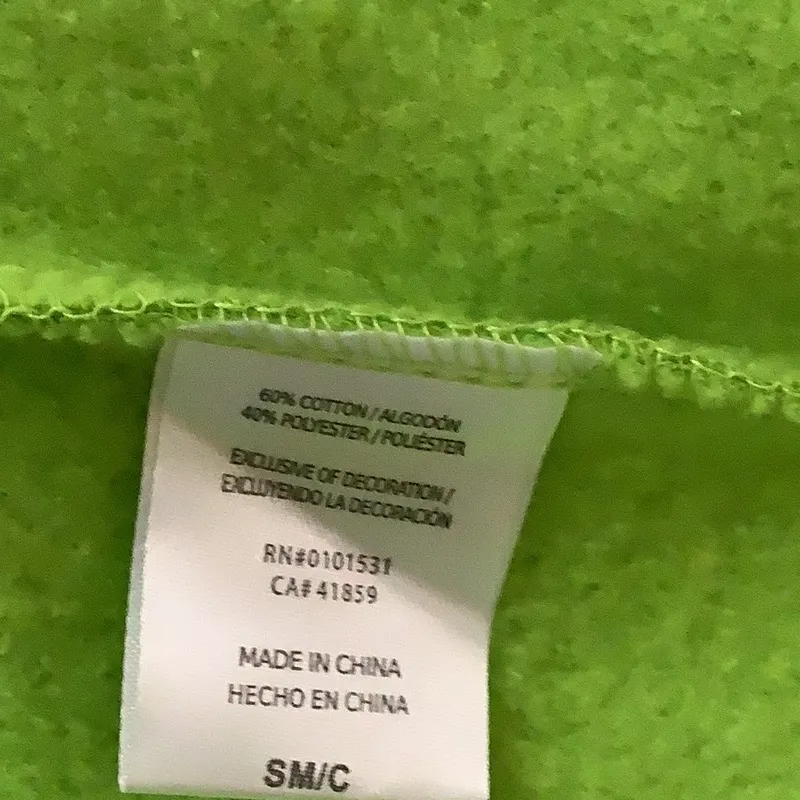 60% COTTON / ALGODÓN
40% POLYESTER / POLIÉSTER
EXCLUSIVE OF DECORATION /
EXCLUYENDO LA DECORACIÓN
RN#0101531
CA# 41859
MADE IN CHINA
HECHO EN CHINA
SM/C